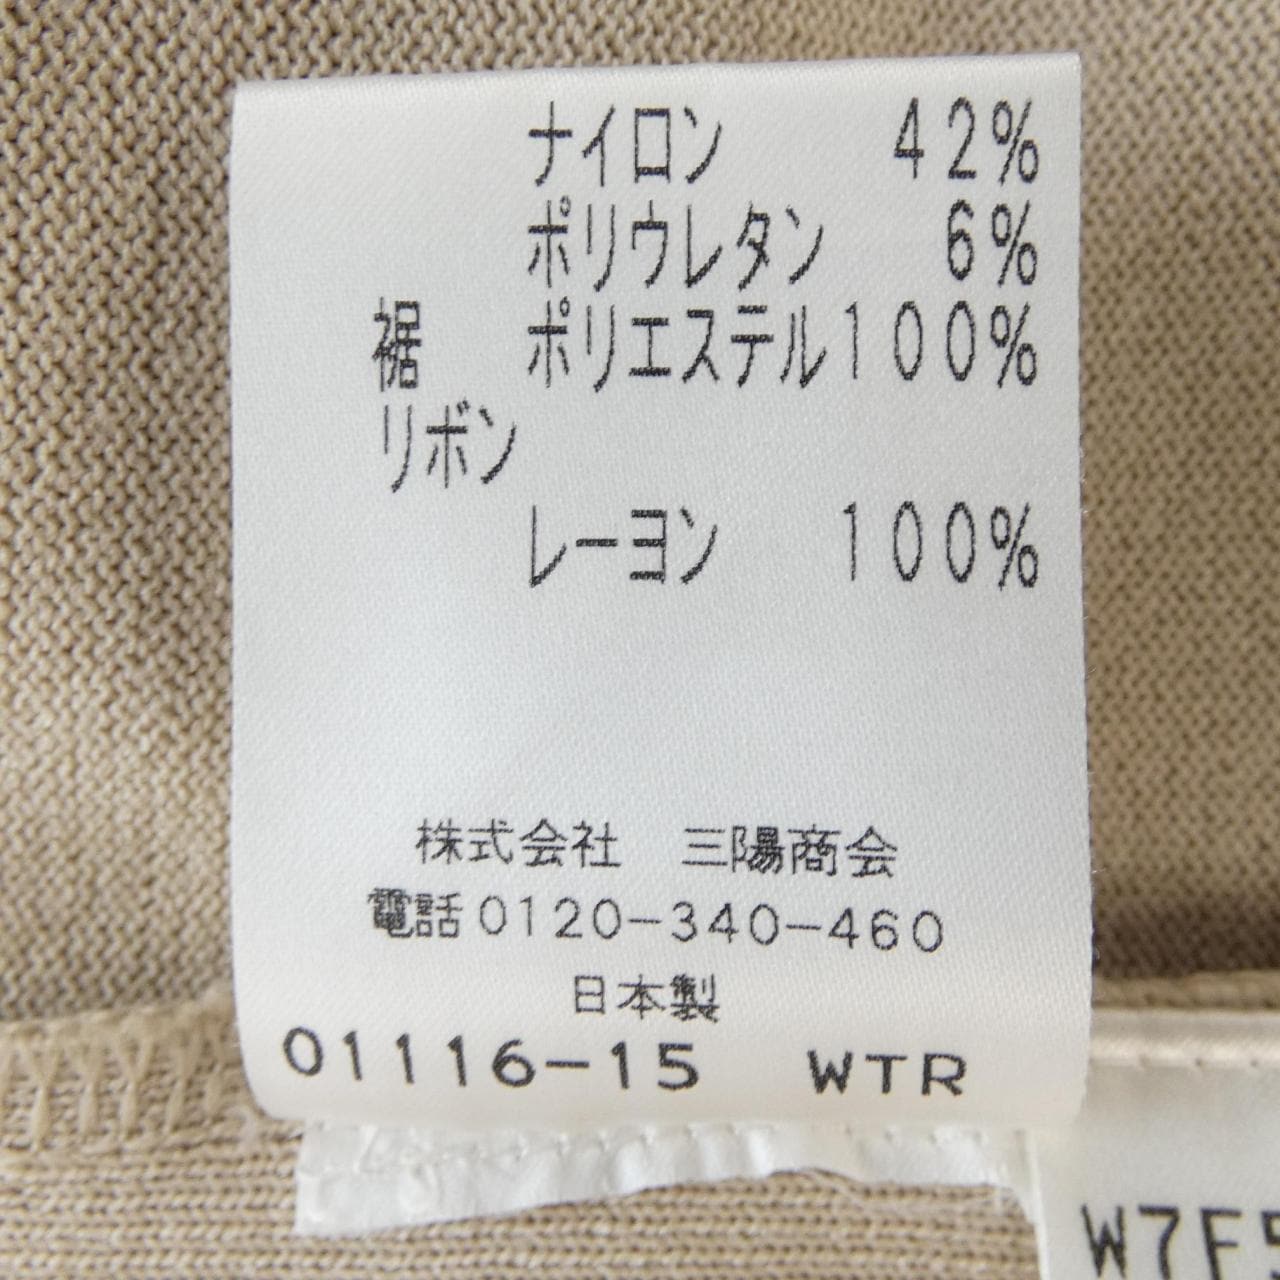 ナイロン 42%
ポリウレタン 6%
裾 ポリエステル100%
リボン
レーヨン 100%
株式会社 三陽商会
電話0120-340-460
日本製
01116-15 WTR
W7F5